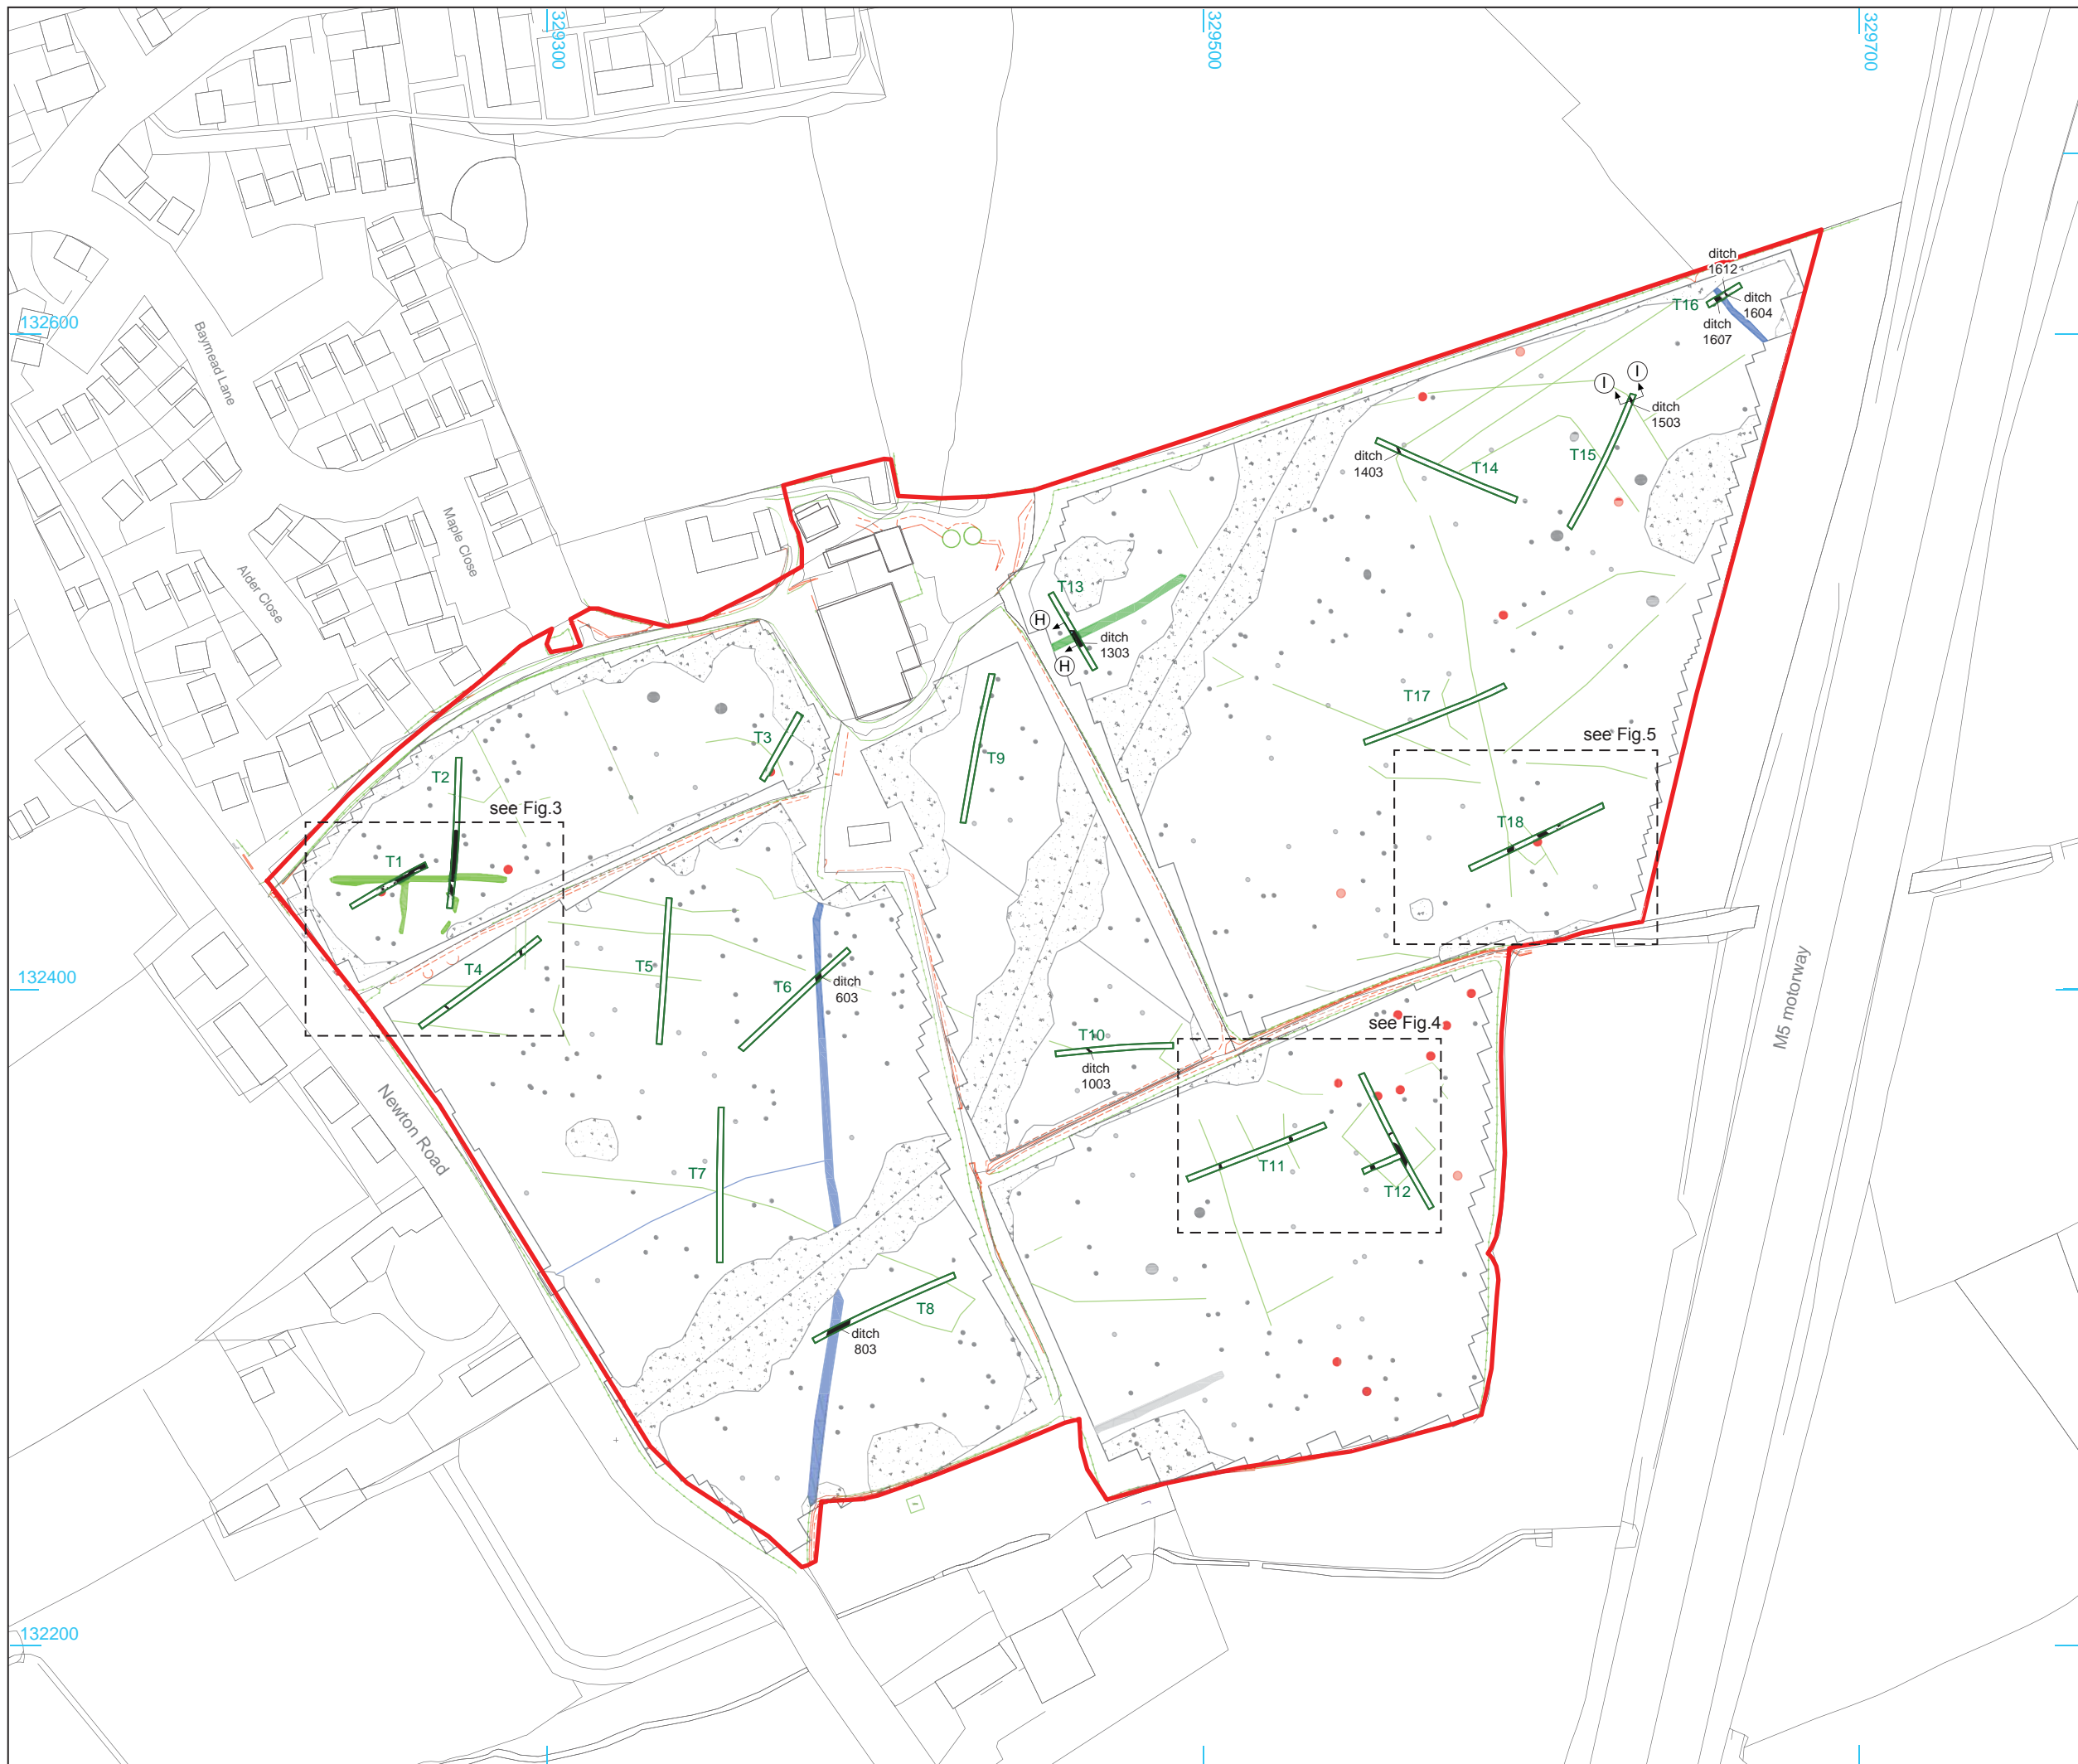 329300
329500
329700
132600
132400
132200
Baymead Lane
Maple Close
Alder Close
Newton Road
M5 motorway
ditch
1612
T16
ditch
1604
ditch
1607
I
I
ditch
1503
T15
T14
ditch
1403
T13
H
H
ditch
1303
T17
see Fig.5
T18
T3
T9
T2
see Fig.3
T1
T4
T5
T6
ditch
603
T10
ditch
1003
see Fig.4
T11
T12
T7
T8
ditch
803